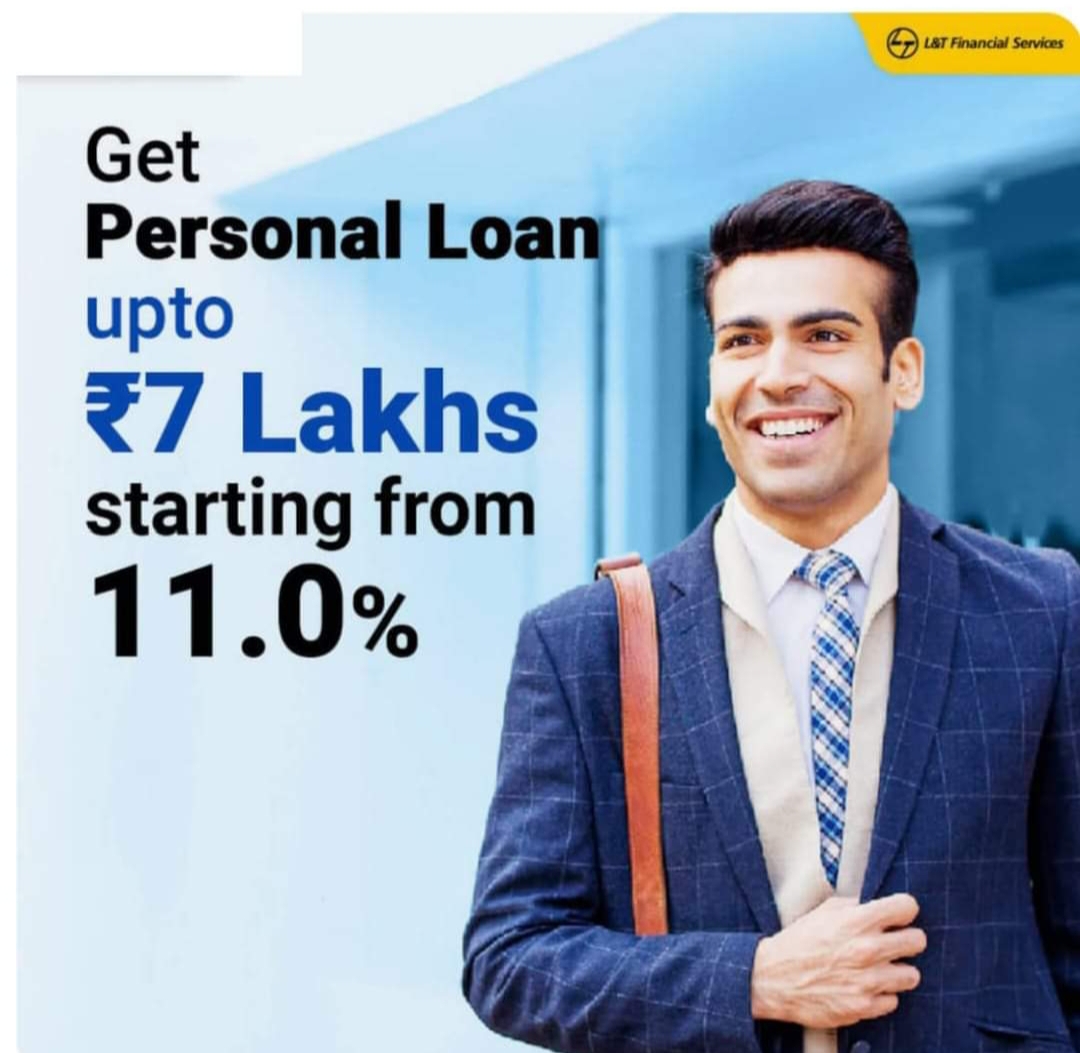 L&T Financial Services
Get
Personal Loan
upto
₹7 Lakhs
starting from
11.0%